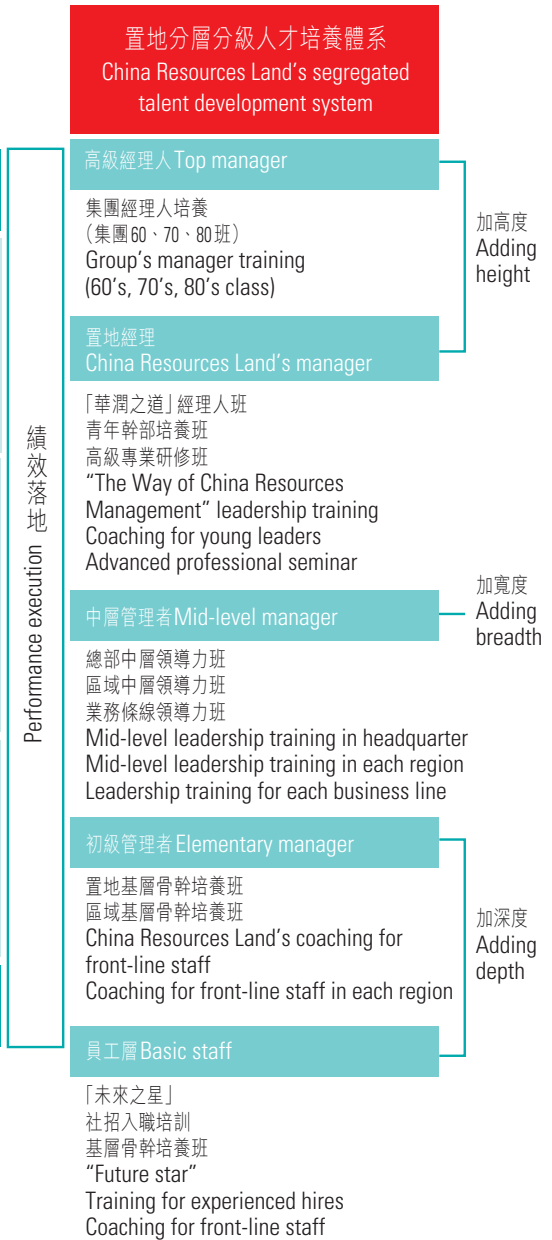 置地分層分級人才培養體系
China Resources Land's segregated
talent development system
高級經理人Top manager
集團經理人培養
（集團60、70、80班）
Group's manager training
(60's, 70's, 80's class)
加高度
Adding
height
置地經理
China Resources Land's manager
「華潤之道」經理人班
青年幹部培養班
高級專業研修班
“The Way of China Resources
Management” leadership training
Coaching for young leaders
Advanced professional seminar
績效落地 Performance execution
中層管理者Mid-level manager
加寬度
Adding
breadth
總部中層領導力班
區域中層領導力班
業務條線領導力班
Mid-level leadership training in headquarter
Mid-level leadership training in each region
Leadership training for each business line
初級管理者Elementary manager
置地基層骨幹培養班
區域基層骨幹培養班
China Resources Land's coaching for
front-line staff
Coaching for front-line staff in each region
加深度
Adding
depth
員工層Basic staff
「未來之星」
社招入職培訓
基層骨幹培養班
“Future star”
Training for experienced hires
Coaching for front-line staff